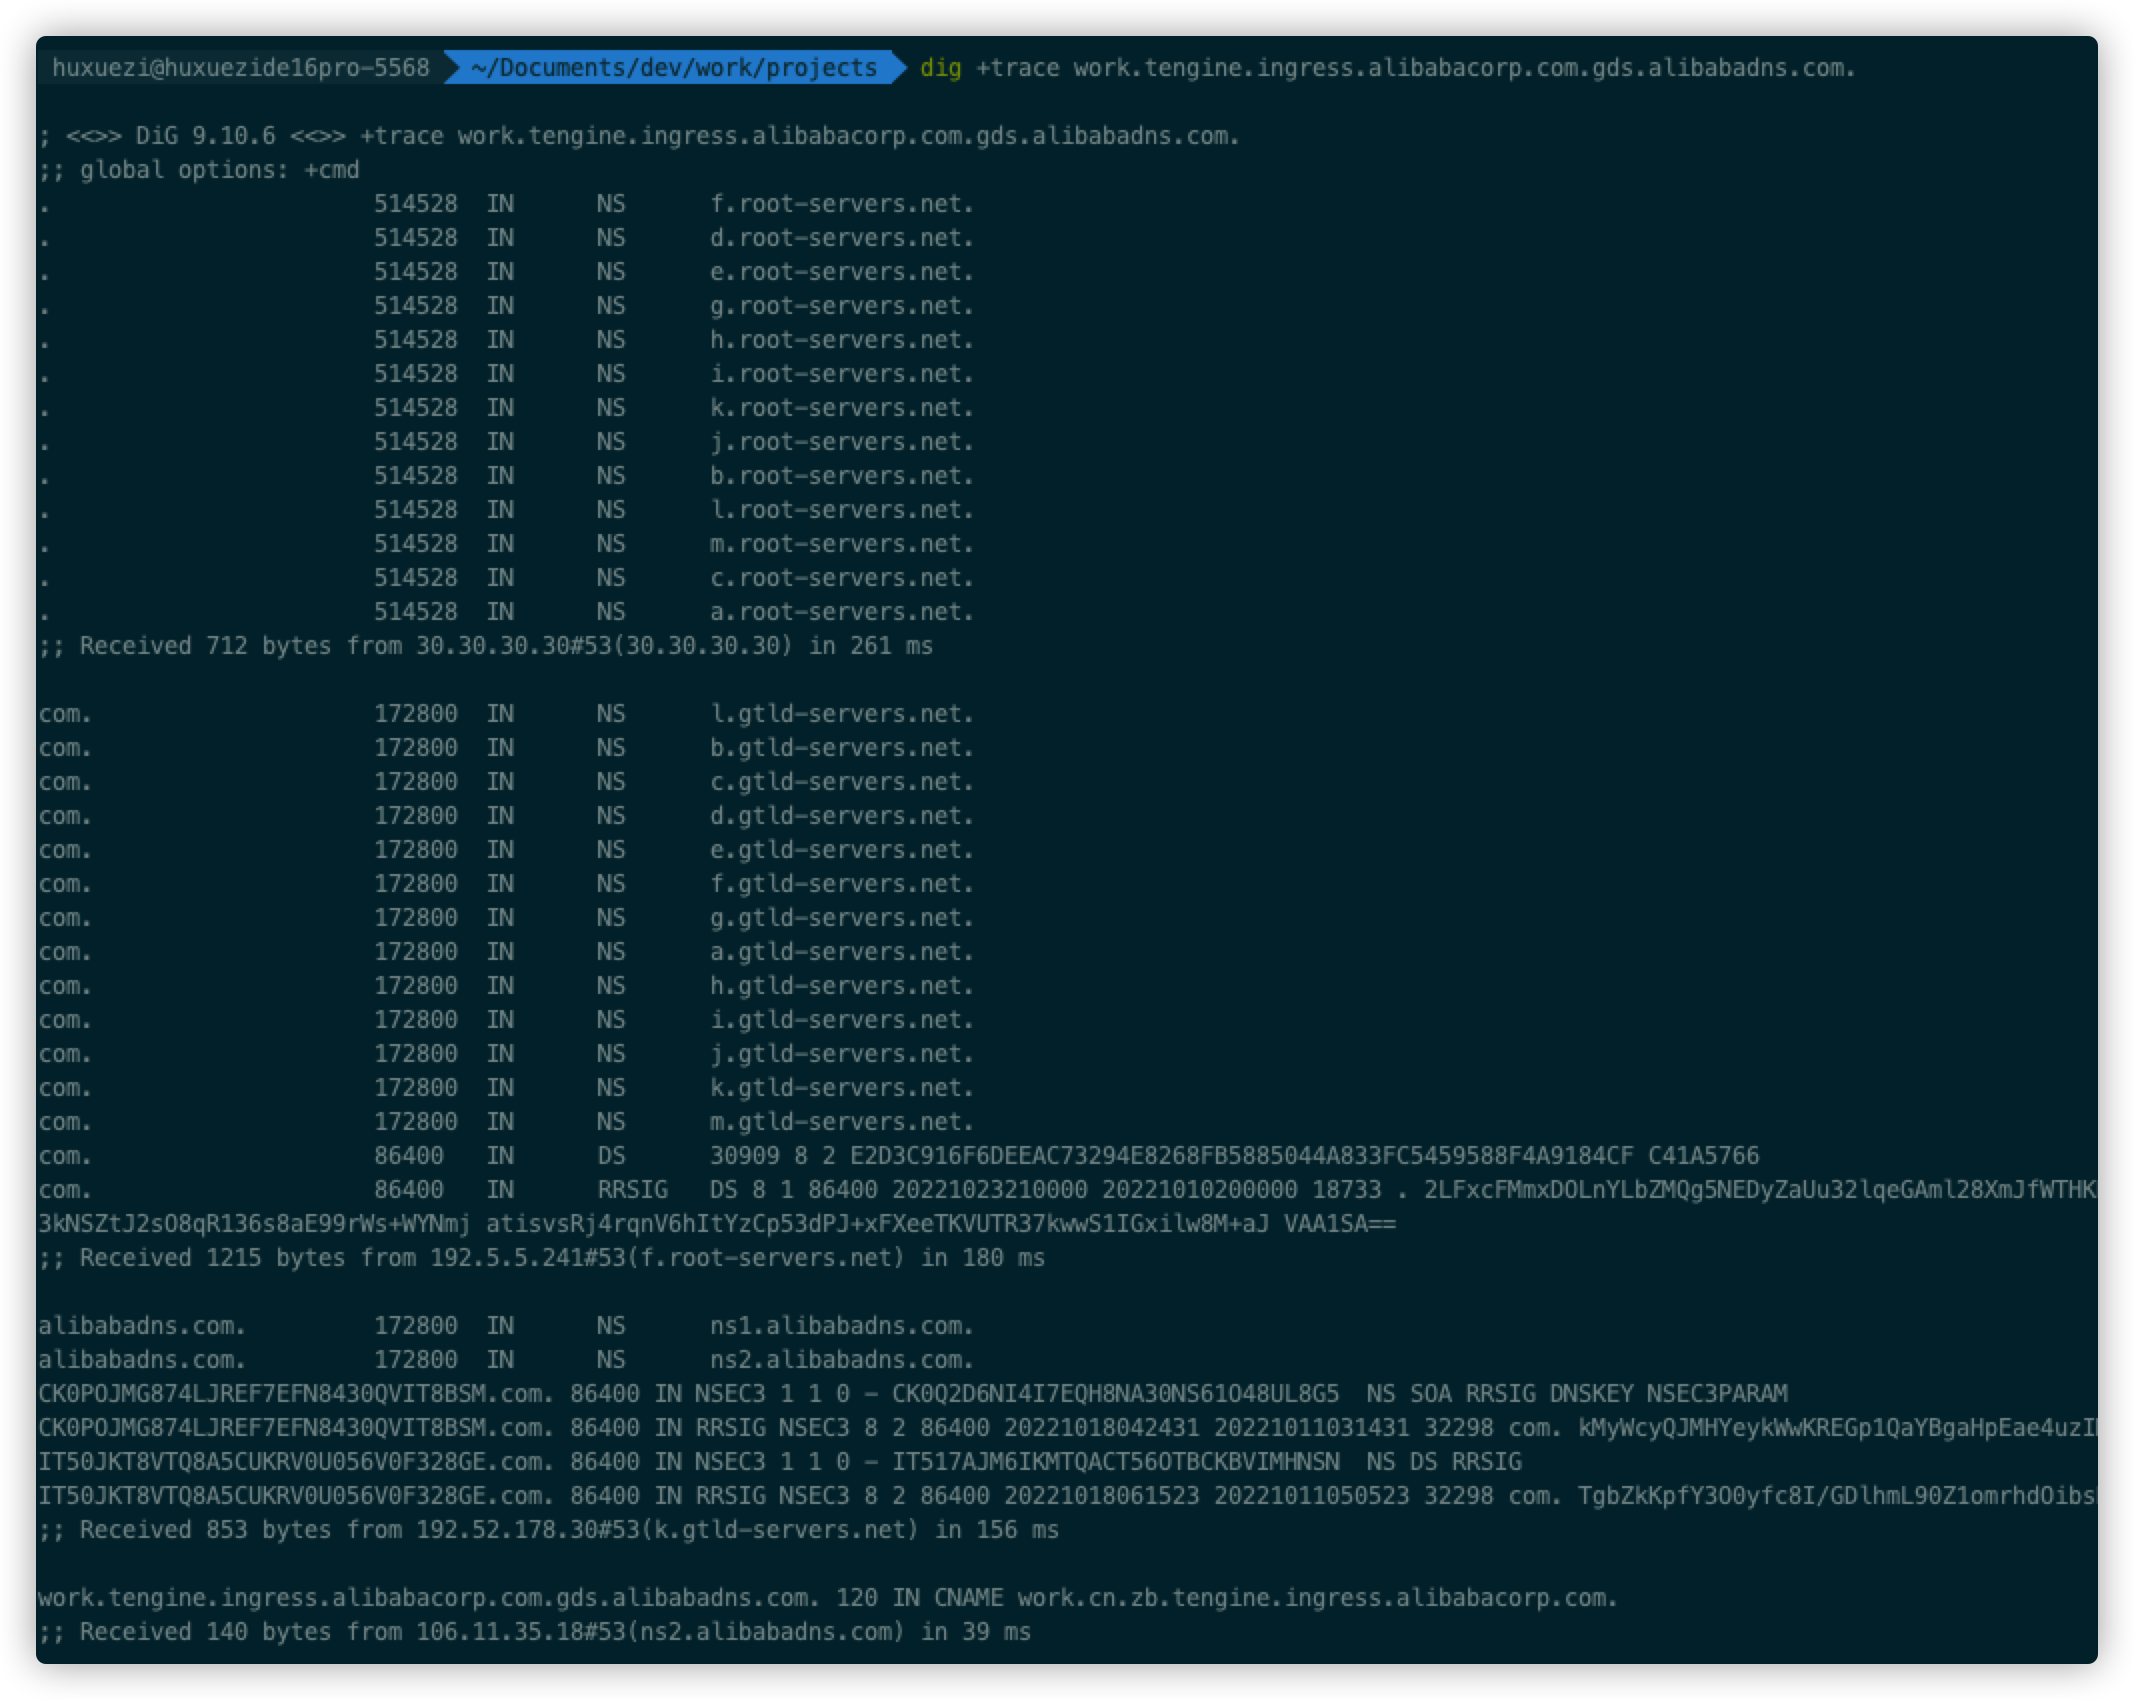 huxuezi@huxuezide16pro-5568 ~/Documents/dev/work/projects dig +trace work.tengine.ingress.alibabacorp.com.gds.alibabadns.com.
; <<>> DiG 9.10.6 <<>> +trace work.tengine.ingress.alibabacorp.com.gds.alibabadns.com.
;; global options: +cmd
. 514528 IN NS f.root-servers.net.
. 514528 IN NS d.root-servers.net.
. 514528 IN NS e.root-servers.net.
. 514528 IN NS g.root-servers.net.
. 514528 IN NS h.root-servers.net.
. 514528 IN NS i.root-servers.net.
. 514528 IN NS k.root-servers.net.
. 514528 IN NS j.root-servers.net.
. 514528 IN NS b.root-servers.net.
. 514528 IN NS l.root-servers.net.
. 514528 IN NS m.root-servers.net.
. 514528 IN NS c.root-servers.net.
. 514528 IN NS a.root-servers.net.
;; Received 712 bytes from 30.30.30.30#53(30.30.30.30) in 261 ms
com. 172800 IN NS l.gtld-servers.net.
com. 172800 IN NS b.gtld-servers.net.
com. 172800 IN NS c.gtld-servers.net.
com. 172800 IN NS d.gtld-servers.net.
com. 172800 IN NS e.gtld-servers.net.
com. 172800 IN NS f.gtld-servers.net.
com. 172800 IN NS g.gtld-servers.net.
com. 172800 IN NS a.gtld-servers.net.
com. 172800 IN NS h.gtld-servers.net.
com. 172800 IN NS i.gtld-servers.net.
com. 172800 IN NS j.gtld-servers.net.
com. 172800 IN NS k.gtld-servers.net.
com. 172800 IN NS m.gtld-servers.net.
com. 86400 IN DS 30909 8 2 E2D3C916F6DEEAC73294E8268FB5885044A833FC5459588F4A9184CF C41A5766
com. 86400 IN RRSIG DS 8 1 86400 20221023210000 20221010200000 18733 . 2LFxcFMmxDOLnYLbZMQg5NEDyZaUu32lqeGAml28XmJfWTHK
3kNSZtJ2sO8qR136s8aE99rWs+WYNmj atisvsRj4rqnV6hItYzCp53dPJ+xFXeeTKVUTR37kwwS1IGxilw8M+aJ VAA1SA==
;; Received 1215 bytes from 192.5.5.241#53(f.root-servers.net) in 180 ms
alibabadns.com. 172800 IN NS ns1.alibabadns.com.
alibabadns.com. 172800 IN NS ns2.alibabadns.com.
CK0POJMG874LJREF7EFN8430QVIT8BSM.com. 86400 IN NSEC3 1 1 0 - CK0Q2D6NI4I7EQH8NA30NS61O48UL8G5 NS SOA RRSIG DNSKEY NSEC3PARAM
CK0POJMG874LJREF7EFN8430QVIT8BSM.com. 86400 IN RRSIG NSEC3 8 2 86400 20221018042431 20221011031431 32298 com. kMyWcyQJMHYeykWwKREGp1QaYBgaHpEae4uzI
IT50JKT8VTQ8A5CUKRV0U056V0F328GE.com. 86400 IN NSEC3 1 1 0 - IT517AJM6IKMTQACT56OTBCKBVIMHNSN NS DS RRSIG
IT50JKT8VTQ8A5CUKRV0U056V0F328GE.com. 86400 IN RRSIG NSEC3 8 2 86400 20221018061523 20221011050523 32298 com. TgbZkKpfY3O0yfc8I/GDlhmL90Z1omrhdOibs
;; Received 853 bytes from 192.52.178.30#53(k.gtld-servers.net) in 156 ms
work.tengine.ingress.alibabacorp.com.gds.alibabadns.com. 120 IN CNAME work.cn.zb.tengine.ingress.alibabacorp.com.
;; Received 140 bytes from 106.11.35.18#53(ns2.alibabadns.com) in 39 ms